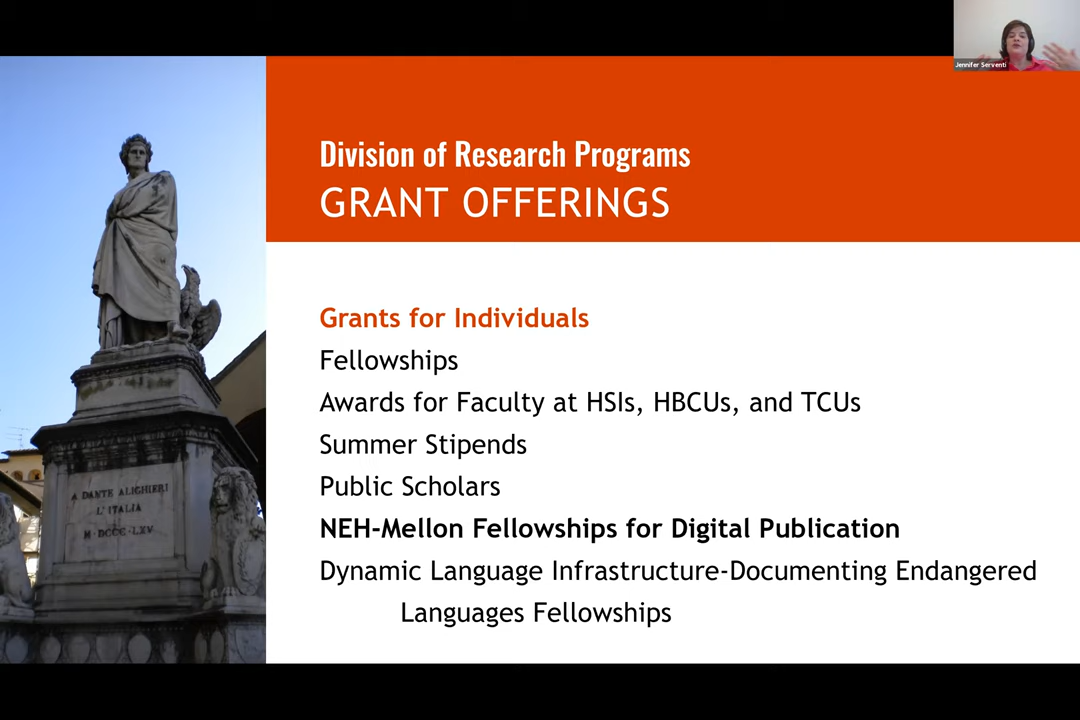 Jennifer Serventi
Division of Research Programs
GRANT OFFERINGS
Grants for Individuals
Fellowships
Awards for Faculty at HSIs, HBCUs, and TCUs
Summer Stipends
Public Scholars
NEH-Mellon Fellowships for Digital Publication
Dynamic Language Infrastructure-Documenting Endangered
Languages Fellowships
A DANTE ALIGHIERI
L'ITALIA
M·DCCC·LXV